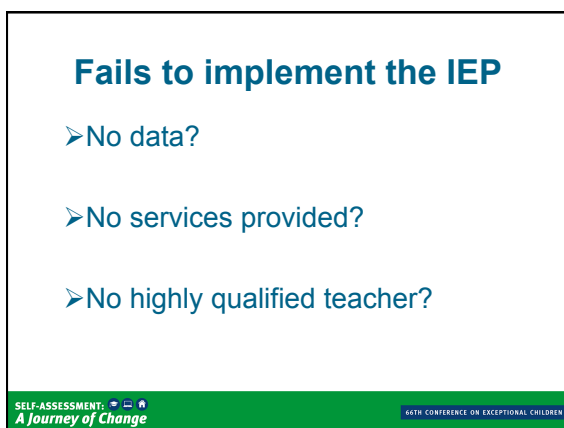 Fails to implement the IEP
➢No data?
➢No services provided?
➢No highly qualified teacher?
SELF-ASSESSMENT:
A Journey of Change
66TH CONFERENCE ON EXCEPTIONAL CHILDREN